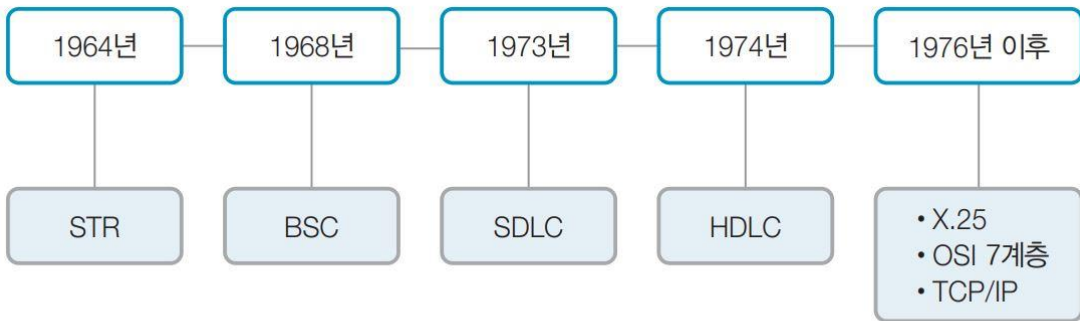 1964년
1968년
1973년
1974년
1976년 이후
STR
BSC
SDLC
HDLC
• X.25
• OSI 7계층
• TCP/IP